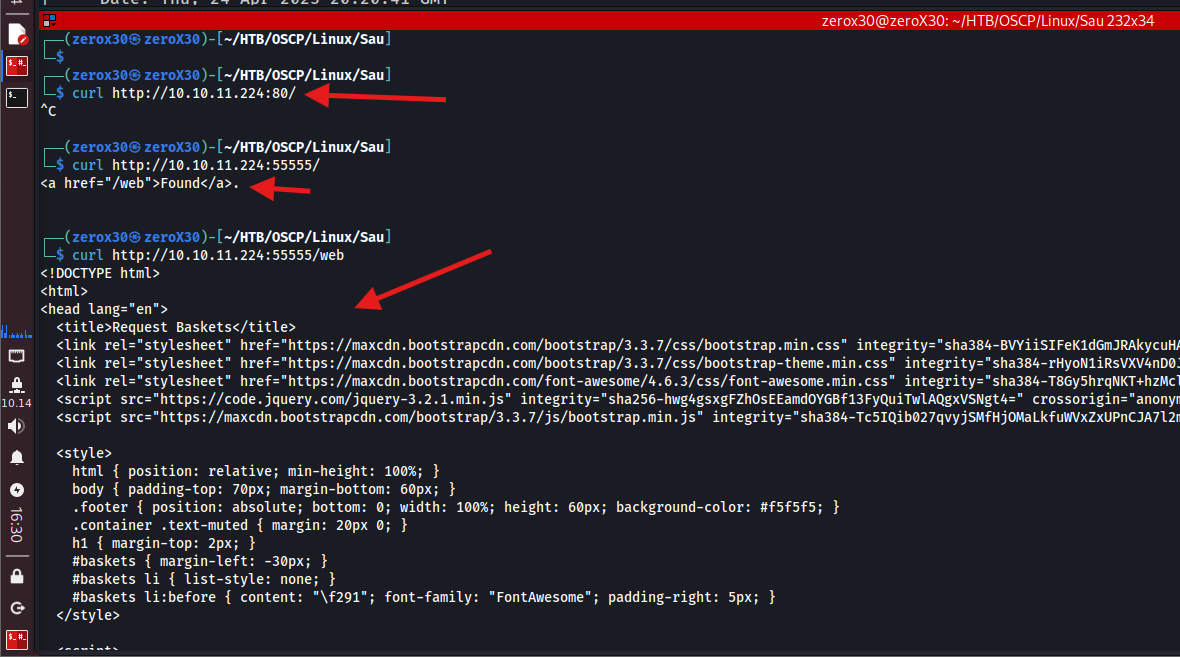 Date: Thu, 24 Apr 2025 20:20:41 GMT
zerox30@zeroX30: ~/HTB/OSCP/Linux/Sau 232x34
(zerox30㉿zeroX30)-[~/HTB/OSCP/Linux/Sau]
$
(zerox30㉿zeroX30)-[~/HTB/OSCP/Linux/Sau]
$ curl http://10.10.11.224:80/
^C
(zerox30㉿zeroX30)-[~/HTB/OSCP/Linux/Sau]
$ curl http://10.10.11.224:55555/
<a href="/web">Found</a>.
(zerox30㉿zeroX30)-[~/HTB/OSCP/Linux/Sau]
$ curl http://10.10.11.224:55555/web
<!DOCTYPE html>
<html>
<head lang="en">
<title>Request Baskets</title>
<link rel="stylesheet" href="https://maxcdn.bootstrapcdn.com/bootstrap/3.3.7/css/bootstrap.min.css" integrity="sha384-BVYiiSIFeK1dGmJRAkycuHA
<link rel="stylesheet" href="https://maxcdn.bootstrapcdn.com/bootstrap/3.3.7/css/bootstrap-theme.min.css" integrity="sha384-rHyoN1iRsVXV4nD0J
<link rel="stylesheet" href="https://maxcdn.bootstrapcdn.com/font-awesome/4.6.3/css/font-awesome.min.css" integrity="sha384-T8Gy5hrqNKT+hzMcl
<script src="https://code.jquery.com/jquery-3.2.1.min.js" integrity="sha256-hwg4gsxgFZhOsEEamdOYGBf13FyQuiTwlAQgxVSNgt4=" crossorigin="anonym
<script src="https://maxcdn.bootstrapcdn.com/bootstrap/3.3.7/js/bootstrap.min.js" integrity="sha384-Tc5IQib027qvyjSMfHjOMaLkfuWVxZxUPnCJA7l2m
<style>
html { position: relative; min-height: 100%; }
body { padding-top: 70px; margin-bottom: 60px; }
.footer { position: absolute; bottom: 0; width: 100%; height: 60px; background-color: #f5f5f5; }
.container .text-muted { margin: 20px 0; }
h1 { margin-top: 2px; }
#baskets { margin-left: -30px; }
#baskets li { list-style: none; }
#baskets li:before { content: "\f291"; font-family: "FontAwesome"; padding-right: 5px; }
</style>
<script>
10.14
16:30